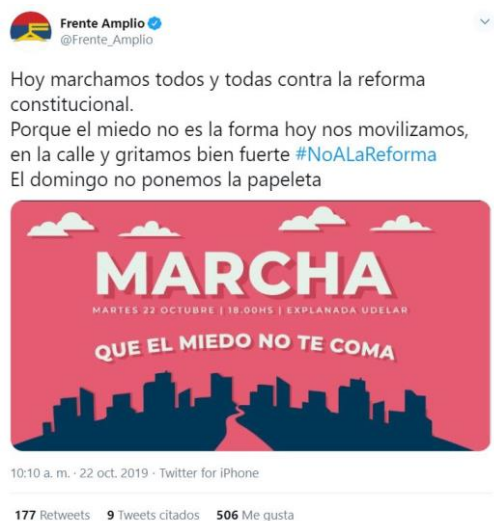 Frente Amplio
@Frente_Amplio
Hoy marchamos todos y todas contra la reforma
constitucional.
Porque el miedo no es la forma hoy nos movilizamos,
en la calle y gritamos bien fuerte #NoALaReforma
El domingo no ponemos la papeleta
MARCHA
MARTES 22 OCTUBRE | 18.00HS | EXPLANADA UDELAR
QUE EL MIEDO NO TE COMA
10:10 a. m. · 22 oct. 2019 · Twitter for iPhone
177 Retweets 9 Tweets citados 506 Me gusta